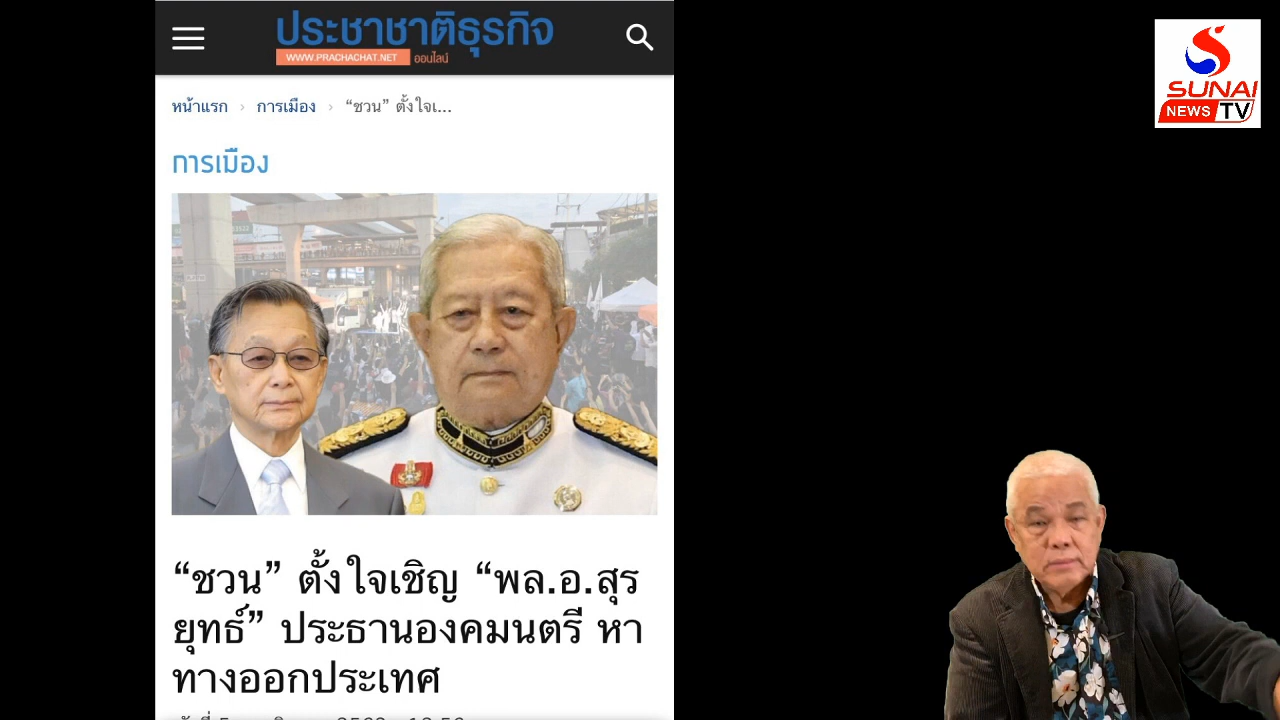 ประชาชาติธุรกิจ
WWW.PRACHACHAT.NET ออนไลน์
หน้าแรก › การเมือง › “ชวน” ตั้งใจเ...
การเมือง
“ชวน” ตั้งใจเชิญ “พล.อ.สุร
ยุทธ์” ประธานองคมนตรี หา
ทางออกประเทศ
SUNAI
NEWS TV